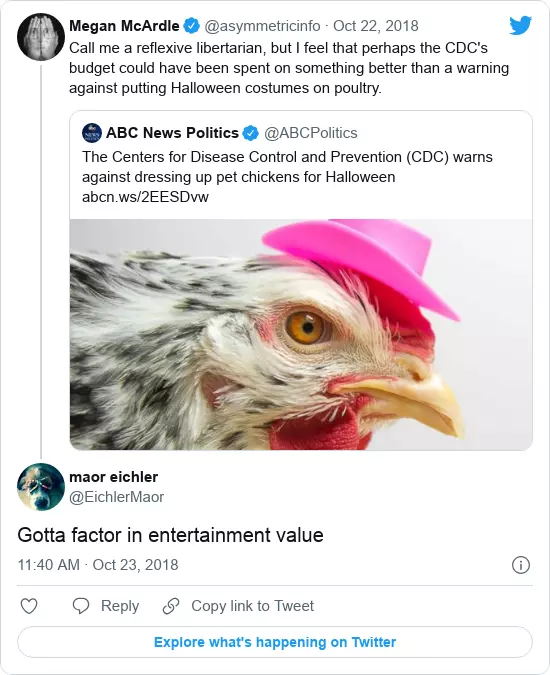 Megan McArdle @asymmetricinfo · Oct 22, 2018
Call me a reflexive libertarian, but I feel that perhaps the CDC's
budget could have been spent on something better than a warning
against putting Halloween costumes on poultry.
ABC News Politics @ABCPolitics
The Centers for Disease Control and Prevention (CDC) warns
against dressing up pet chickens for Halloween
abcn.ws/2EESDvw
maor eichler
@EichlerMaor
Gotta factor in entertainment value
11:40 AM · Oct 23, 2018
Reply
Copy link to Tweet
Explore what's happening on Twitter